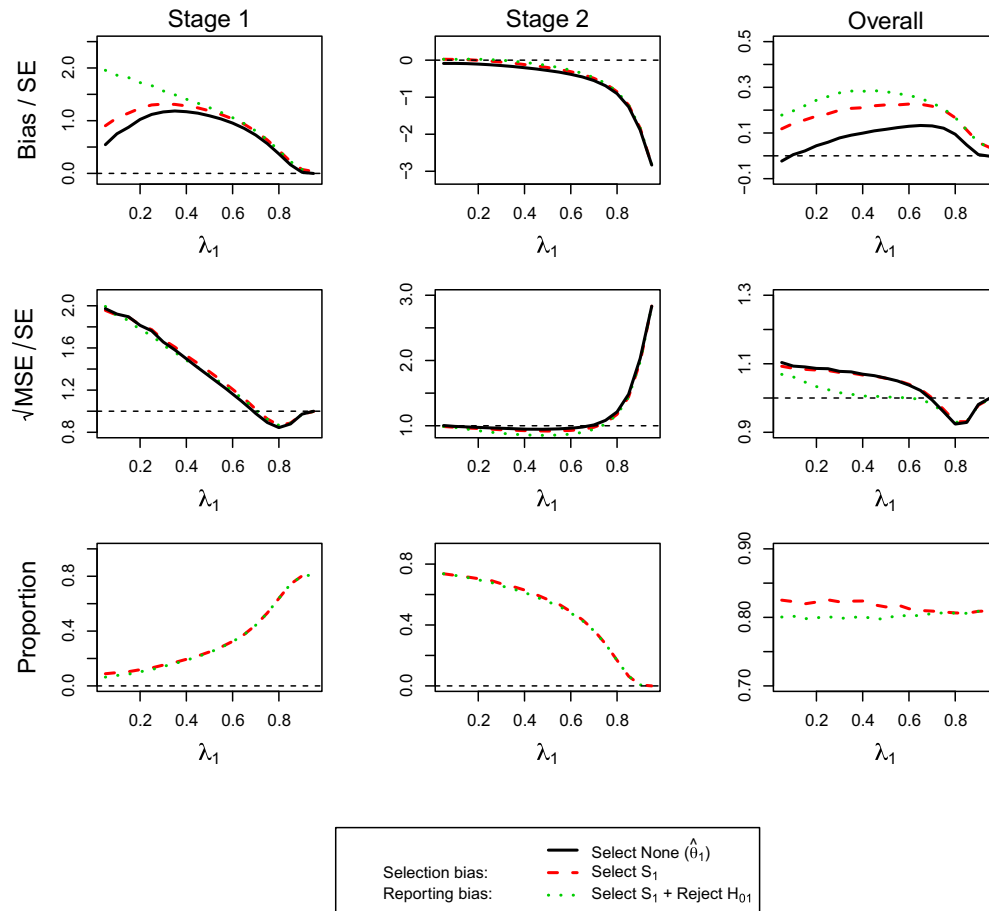 Stage 1
Stage 2
Overall
Bias / SE
0.0 1.0 2.0
0.2 0.4 0.6 0.8
λ1
−3 −2 −1 0
0.2 0.4 0.6 0.8
λ1
−0.1 0.1 0.3 0.5
0.2 0.4 0.6 0.8
λ1
√MSE / SE
0.8 1.2 1.6 2.0
0.2 0.4 0.6 0.8
λ1
1.0 2.0 3.0
0.2 0.4 0.6 0.8
λ1
0.9 1.1 1.3
0.2 0.4 0.6 0.8
λ1
Proportion
0.0 0.4 0.8
0.2 0.4 0.6 0.8
λ1
0.0 0.4 0.8
0.2 0.4 0.6 0.8
λ1
0.70 0.80 0.90
0.2 0.4 0.6 0.8
λ1
Select None (θ̂1)
Selection bias: Select S1
Reporting bias: Select S1 + Reject H01